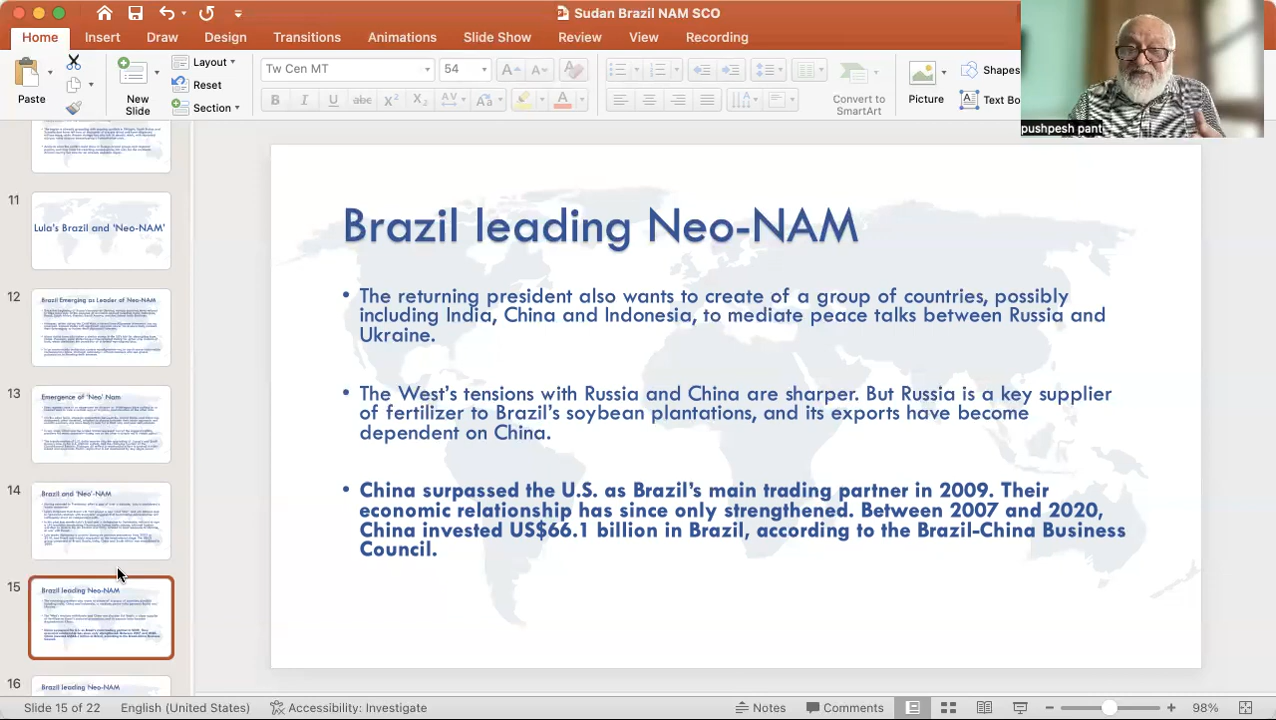 Sudan Brazil NAM SCO
Home Insert Draw Design Transitions Animations Slide Show Review View Recording
Paste
New
Slide
Layout
Reset
Section
Tw Cen MT
54
Convert to
SmartArt
Picture
Shapes
Text Bo
pushpesh pant
11
Lula's Brazil and 'Neo-NAM'
12
Brazil Emerging as Leader of Neo-NAM
13
Emergence of 'Neo' Nam
14
Brazil and 'Neo'-NAM
15
Brazil leading Neo-NAM
16
Brazil leading Neo-NAM
Brazil leading Neo-NAM
• The returning president also wants to create of a group of countries, possibly
including India, China and Indonesia, to mediate peace talks between Russia and
Ukraine.
• The West's tensions with Russia and China are sharper. But Russia is a key supplier
of fertilizer to Brazil's soybean plantations, and its exports have become
dependent on China.
• China surpassed the U.S. as Brazil's main trading partner in 2009. Their
economic relationship has since only strengthened. Between 2007 and 2020,
China invested US$66.1 billion in Brazil, according to the Brazil-China Business
Council.
Slide 15 of 22 English (United States) Accessibility: Investigate Notes Comments 98%